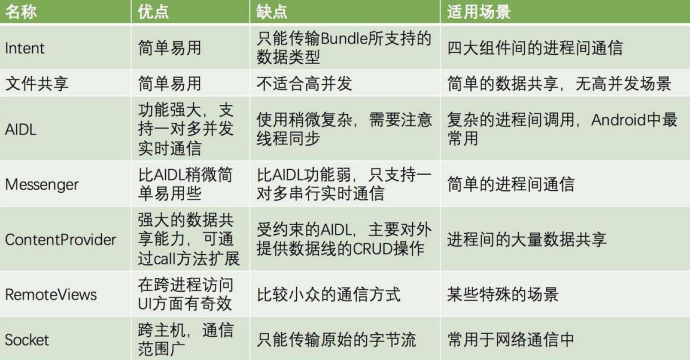 名称 优点 缺点 适用场景
Intent 简单易用 只能传输Bundle所支持的
数据类型 四大组件间的进程间通信
文件共享 简单易用 不适合高并发 简单的数据共享，无高并发场景
AIDL 功能强大，支
持一对多并发
实时通信 使用稍微复杂，需要注意
线程同步 复杂的进程间调用，Android中最
常用
Messenger 比AIDL稍微简
单易用些 比AIDL功能弱，只支持一
对多串行实时通信 简单的进程间通信
ContentProvider 强大的数据共
享能力，可通
过call方法扩展 受约束的AIDL，主要对外
提供数据线的CRUD操作 进程间的大量数据共享
RemoteViews 在跨进程访问
UI方面有奇效 比较小众的通信方式 某些特殊的场景
Socket 跨主机，通信
范围广 只能传输原始的字节流 常用于网络通信中